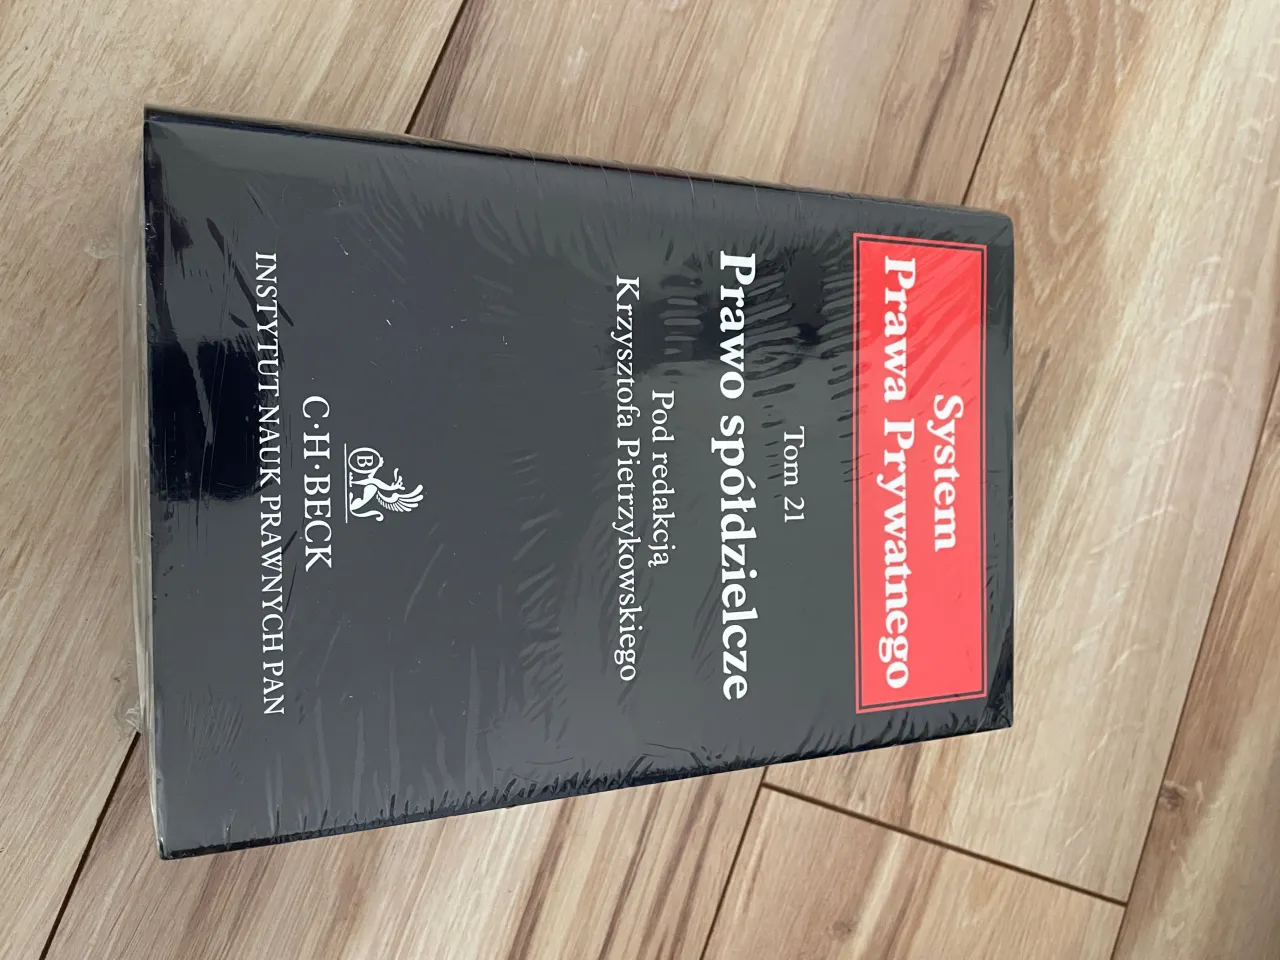 System
Prawa Prywatnego
Tom 21
Prawo spółdzielcze
Pod redakcją
Krzysztofa Pietrzykowskiego
B
C·H·BECK
INSTYTUT NAUK PRAWNYCH PAN